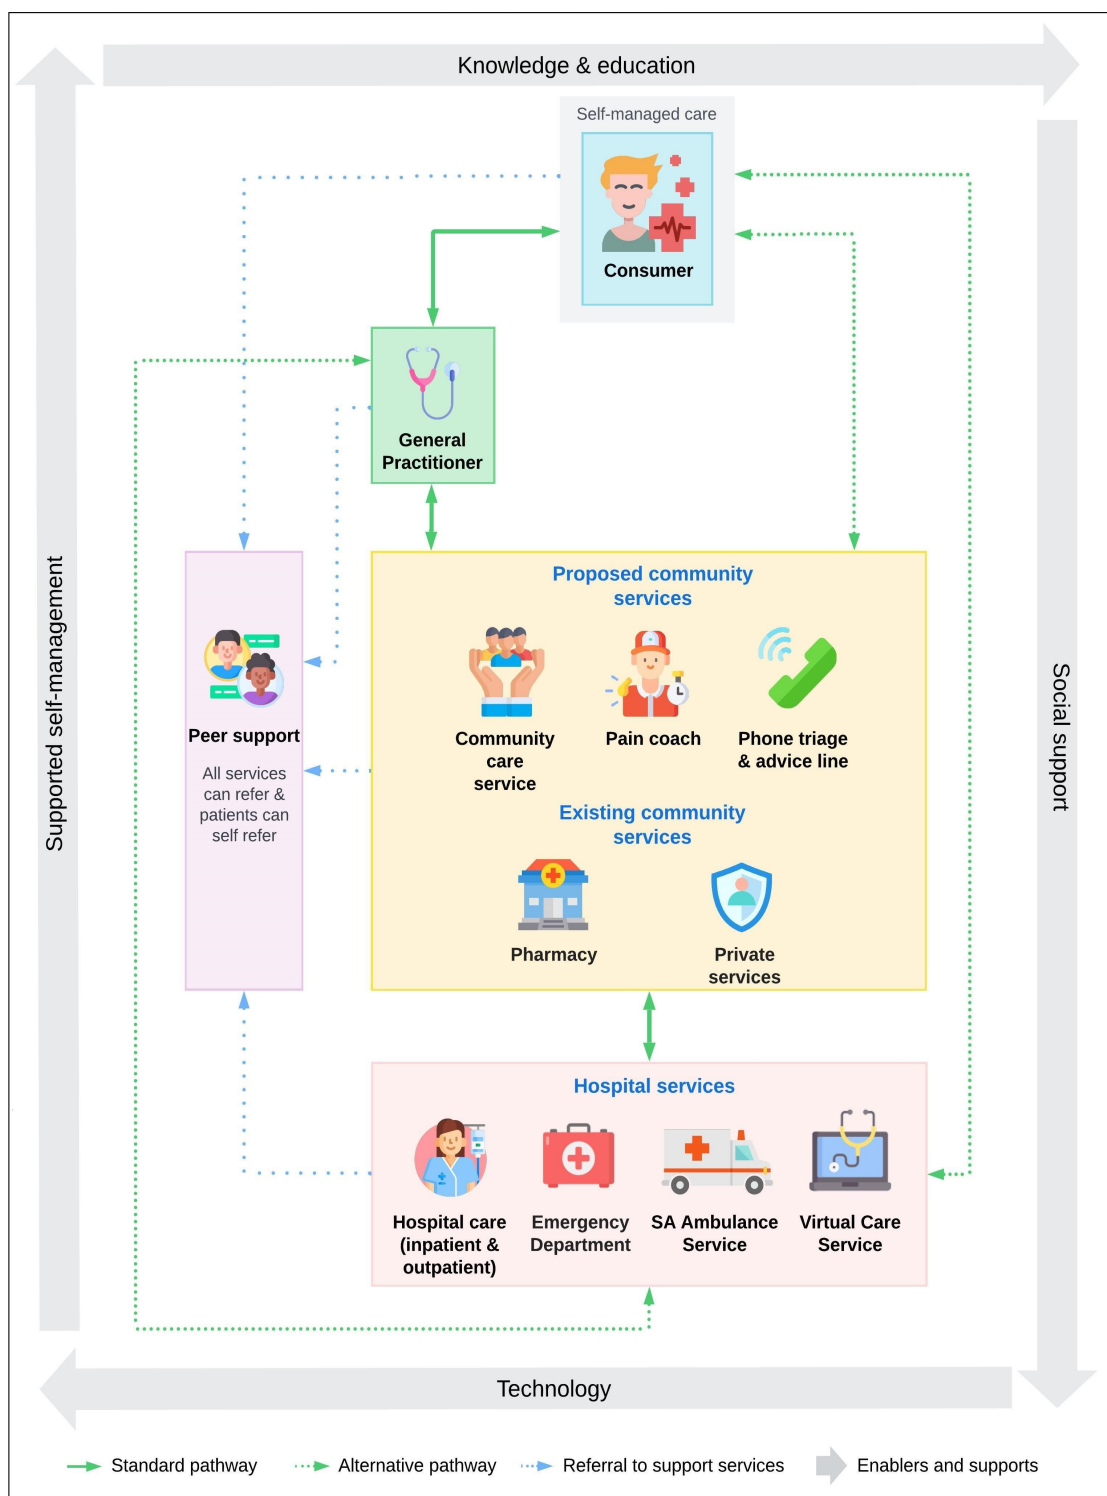 Knowledge & education
Self-managed care
Consumer
General
Practitioner
Supported self-management
Social support
Peer support
All services
can refer &
patients can
self refer
Proposed community
services
Community
care
service
Pain coach
Phone triage
& advice line
Existing community
services
Pharmacy
Private
services
Hospital services
Hospital care
(inpatient &
outpatient)
Emergency
Department
SA Ambulance
Service
Virtual Care
Service
Technology
Standard pathway
Alternative pathway
Referral to support services
Enablers and supports